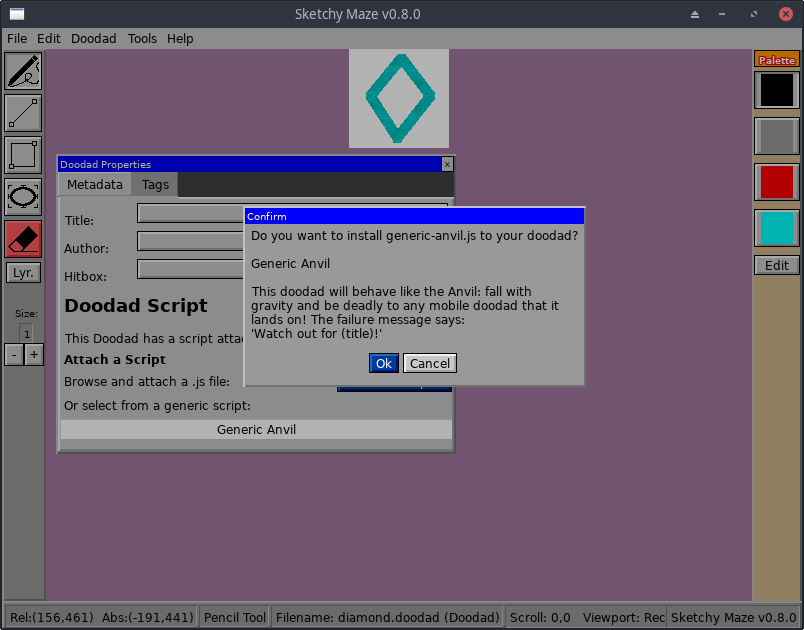 Sketchy Maze v0.8.0
File Edit Doodad Tools Help
Palette
Doodad Properties
Metadata Tags
Title:
Author:
Hitbox:
Doodad Script
This Doodad has a script atta
Attach a Script
Browse and attach a .js file:
Or select from a generic script:
Generic Anvil
Confirm
Do you want to install generic-anvil.js to your doodad?
Generic Anvil
This doodad will behave like the Anvil: fall with
gravity and be deadly to any mobile doodad that it
lands on! The failure message says:
'Watch out for (title)!'
Ok Cancel
Lyr.
Size:
1
- +
Edit
Rel:(156,461) Abs:(-191,441) Pencil Tool Filename: diamond.doodad (Doodad) Scroll: 0,0 Viewport: Rec Sketchy Maze v0.8.0